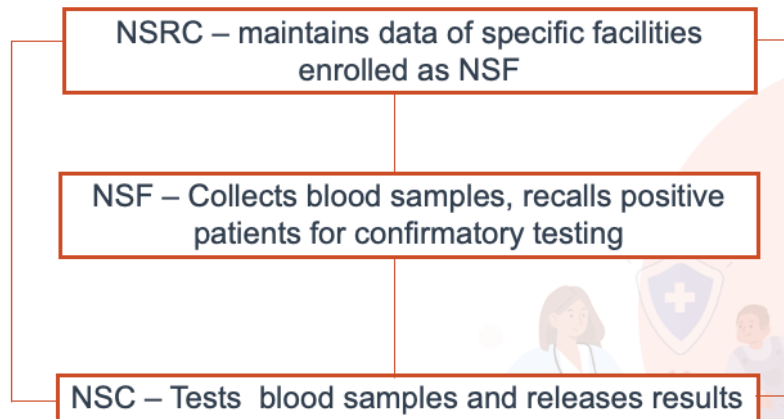 NSRC – maintains data of specific facilities
enrolled as NSF
NSF – Collects blood samples, recalls positive
patients for confirmatory testing
NSC – Tests  blood samples and releases results